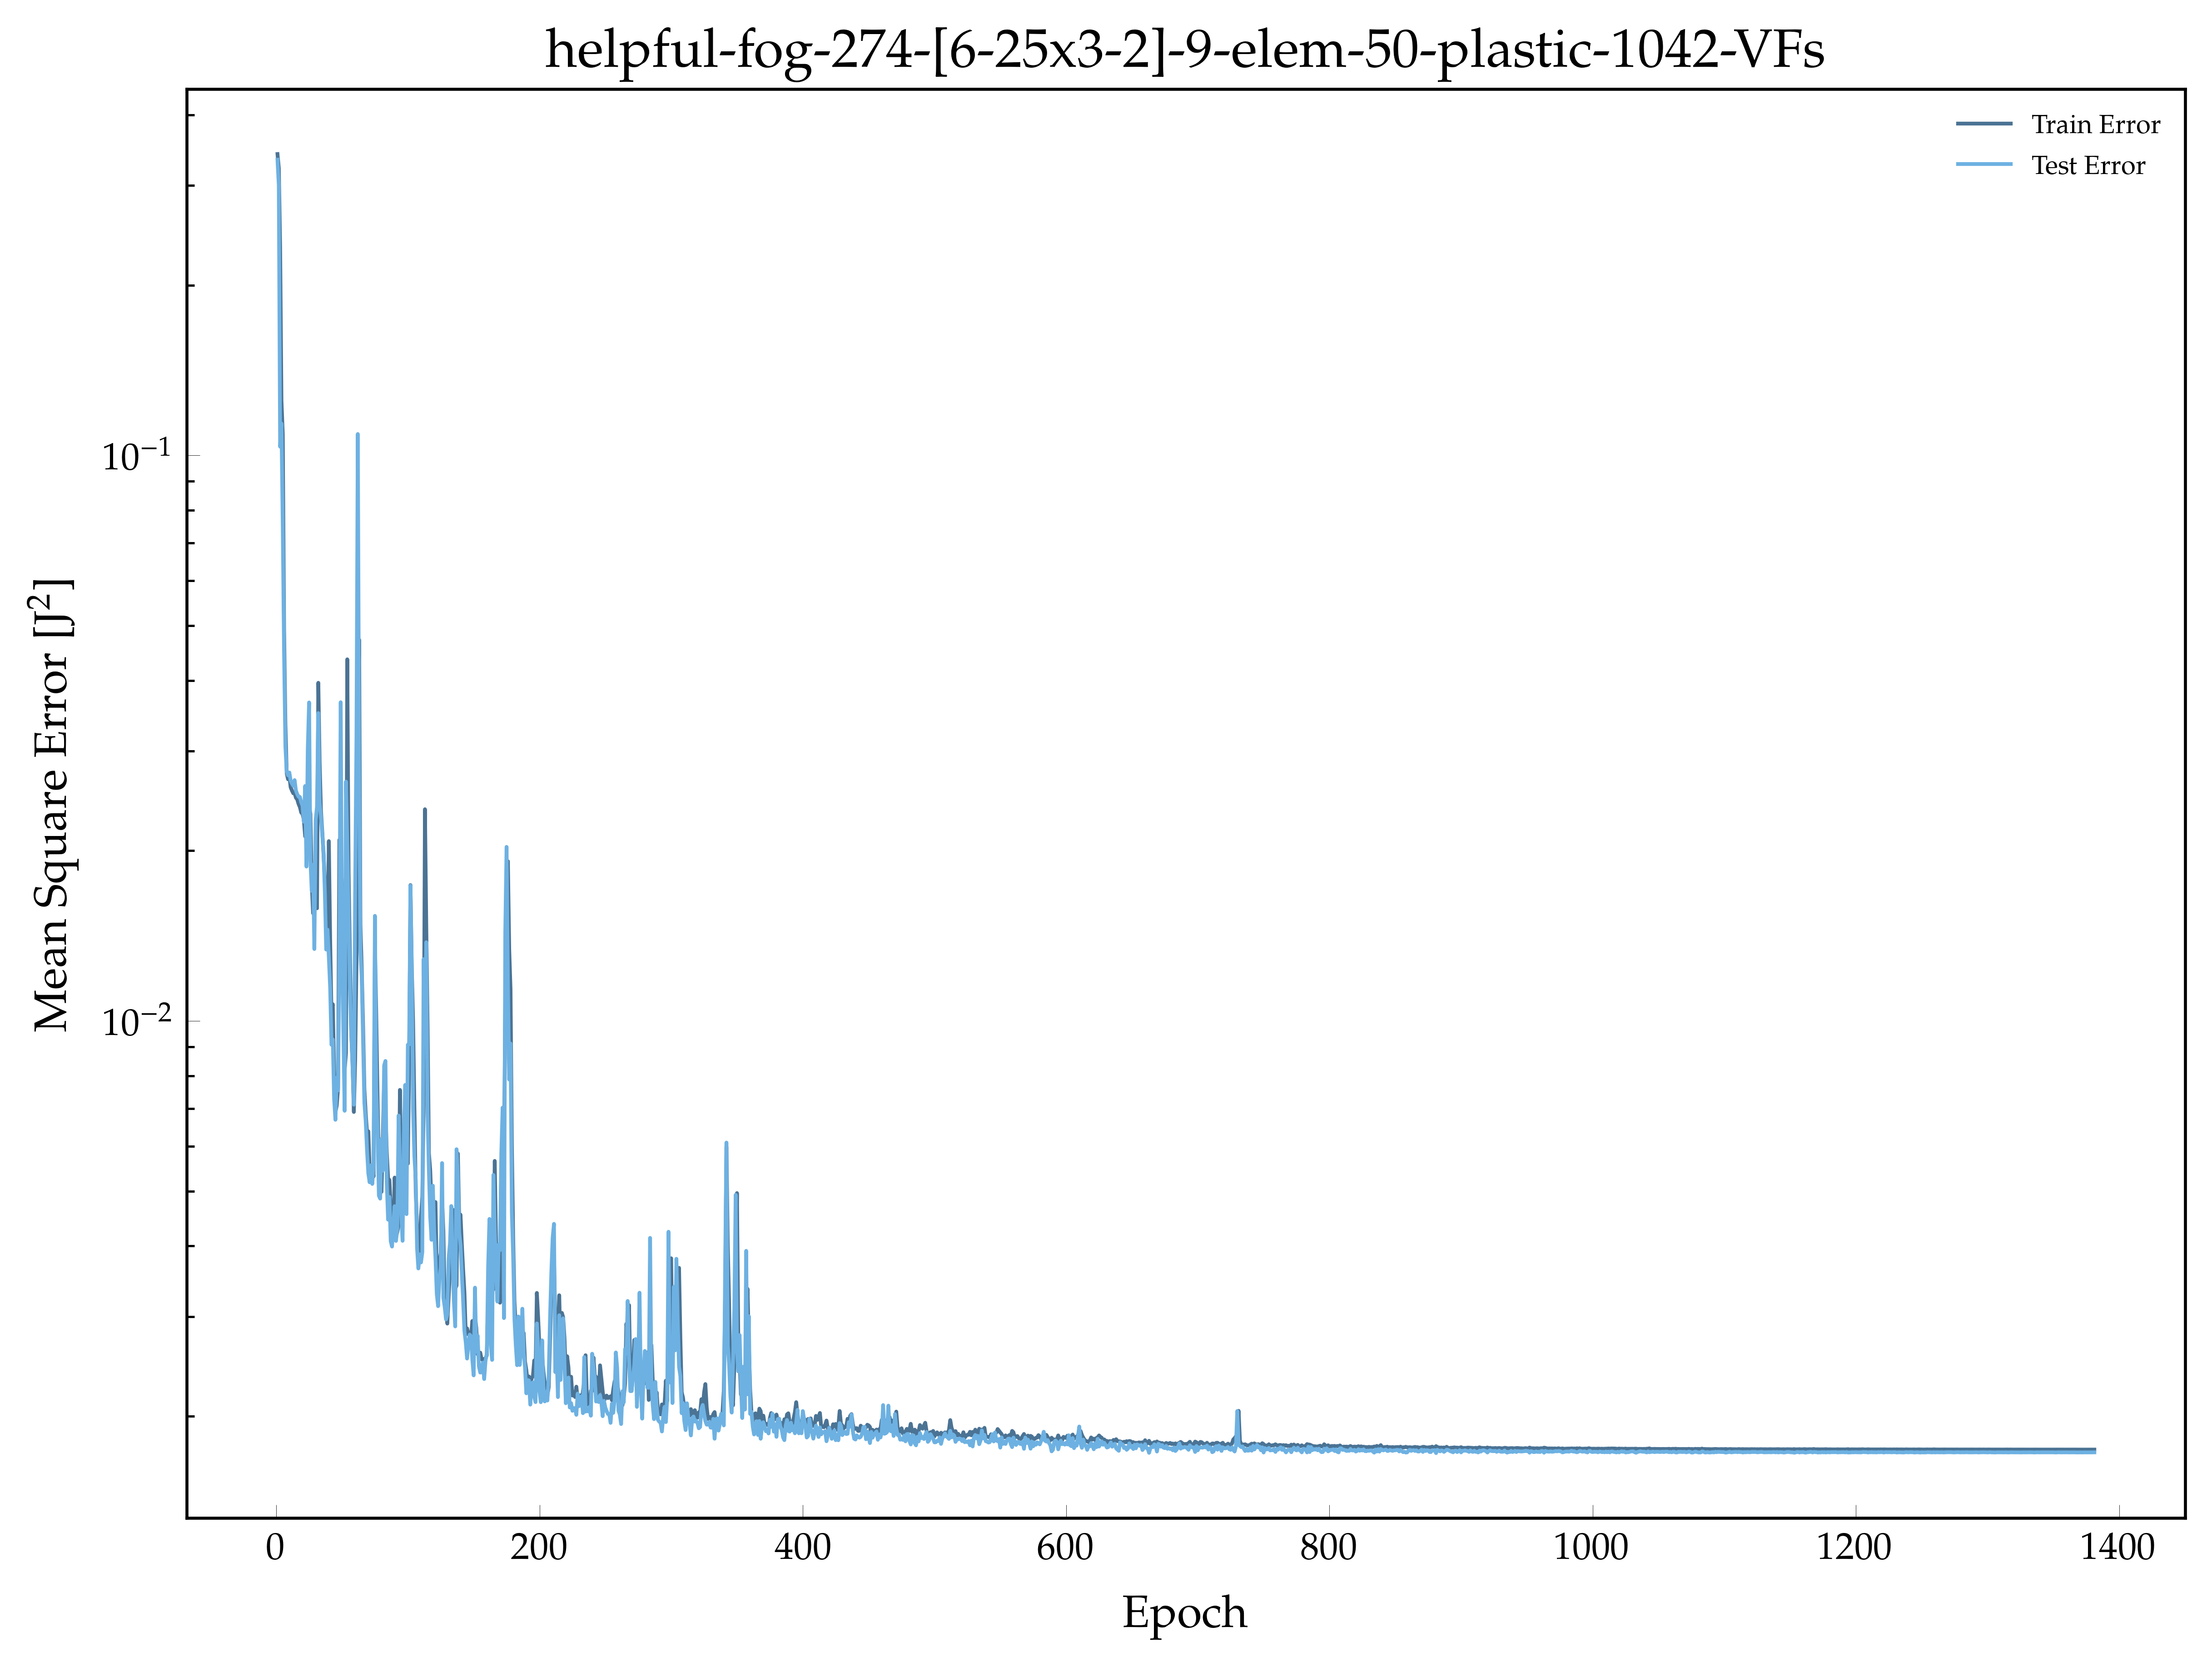 helpful-fog-274-[6-25x3-2]-9-elem-50-plastic-1042-VFs
Train Error
Test Error
Mean Square Error [J²]
10⁻¹
10⁻²
0 200 400 600 800 1000 1200 1400
Epoch